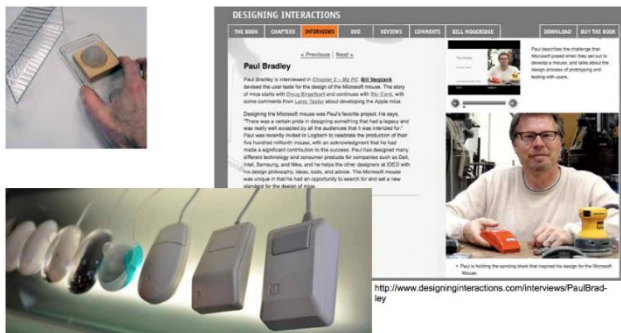 DESIGNING INTERACTIONS
THE BOOK CHAPTERS INTERVIEWS DVD REVIEWS COMMENTS BILL MOGGRIDGE DOWNLOAD BUY THE BOOK
< Previous | Next >
Paul Bradley
Paul Bradley is interviewed in Chapter 2 – My PC. Bill Verplank
devised the user tests for the design of the Microsoft mouse. The story
of mice starts with Doug Engelbart and continues with Stu Card, with
some comments from Larry Tesler about developing the Apple mice.
Designing the Microsoft mouse was Paul's favorite project. He says,
"There was a certain pride in designing something that had a legacy and
was really well accepted by all the audiences that it was intended for."
Paul was recently invited to Logitech to celebrate the production of their
five hundred millionth mouse, with an acknowledgment that he had
made a significant contribution to this success. Paul has designed many
different technology and consumer products for companies such as Dell,
Intel, Samsung, and Nike, and he helps the other designers at IDEO with
his design philosophy, ideas, tools, and advice. The Microsoft mouse
was unique in that he had an opportunity to search for and set a new
standard for the design of mice.
Paul describes the challenge that
Microsoft posed when they set out to
develop a mouse, and talks about the
design process of prototyping and
testing with users.
+ Paul is holding the sanding block that inspired his design for the Microsoft
Mouse.
http://www.designinginteractions.com/interviews/PaulBrad-
ley